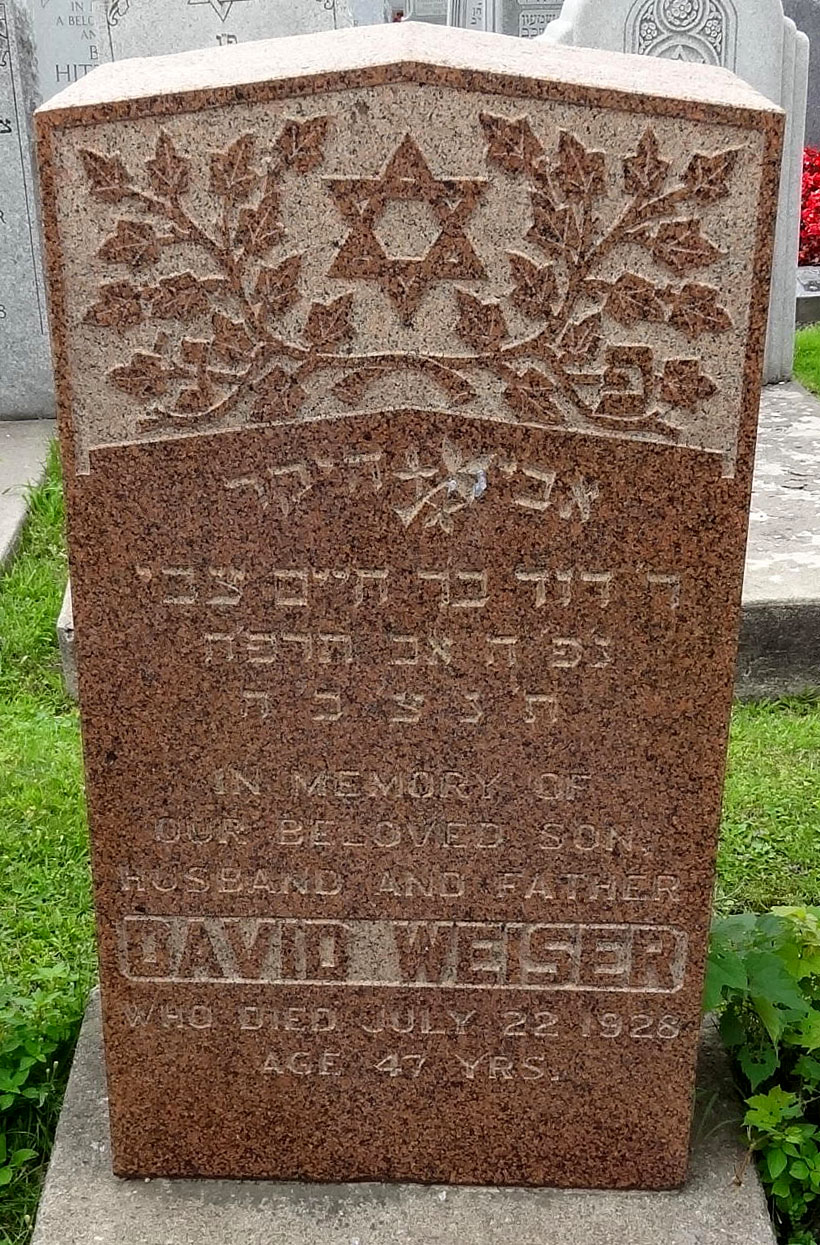 פ נ
אבי היקר
ר דוד בר חיים צבי
נפ' ה' אב תרפ״ח
ת' נ' צ' ב' ה'
IN MEMORY OF
OUR BELOVED SON,
HUSBAND AND FATHER
DAVID WEISER
WHO DIED JULY 22 1928
AGE 47 YRS.